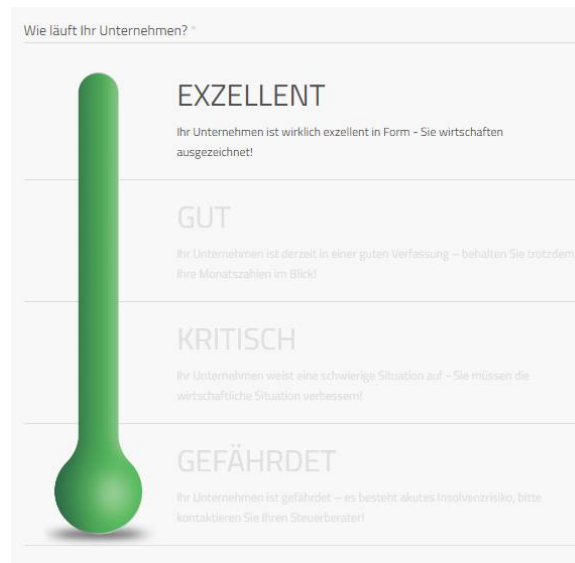 Wie läuft Ihr Unternehmen? *
EXZELLENT
Ihr Unternehmen ist wirklich exzellent in Form - Sie wirtschaften
ausgezeichnet!
GUT
Ihr Unternehmen ist derzeit in einer guten Verfassung – behalten Sie trotzdem
Ihre Monatszahlen im Blick!
KRITISCH
Ihr Unternehmen weist eine schwierige Situation auf - Sie müssen die
wirtschaftliche Situation verbessern!
GEFÄHRDET
Ihr Unternehmen ist gefährdet – es besteht akutes Insolvenzrisiko, bitte
kontaktieren Sie Ihren Steuerberater!